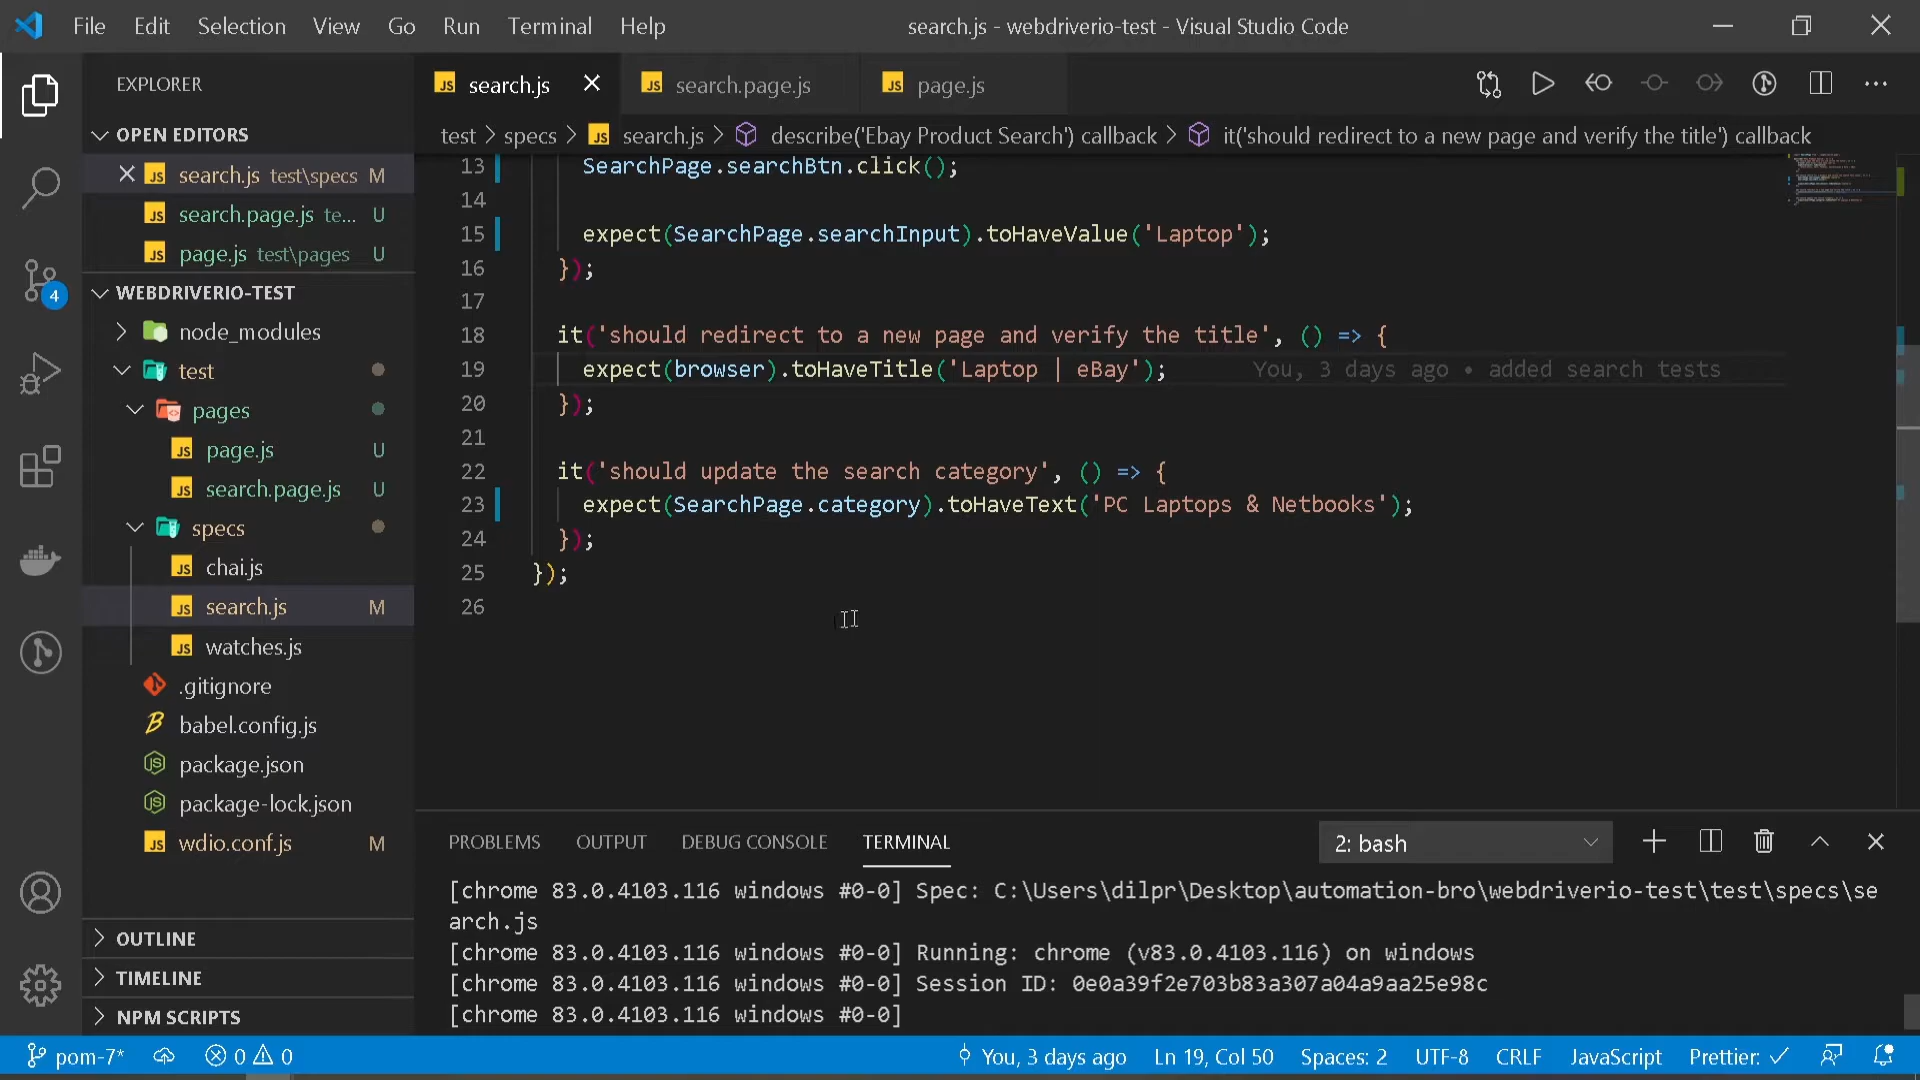 File Edit Selection View Go Run Terminal Help
search.js - webdriverio-test - Visual Studio Code
EXPLORER
OPEN EDITORS
search.js test\specs M
search.page.js te... U
page.js test\pages U
4
WEBDRIVERIO-TEST
node_modules
test
pages
page.js U
search.page.js U
specs
chai.js
search.js M
watches.js
.gitignore
babel.config.js
package.json
package-lock.json
wdio.conf.js M
OUTLINE
TIMELINE
NPM SCRIPTS
search.js
search.page.js
page.js
test > specs > search.js > describe('Ebay Product Search') callback > it('should redirect to a new page and verify the title') callback
13 SearchPage.searchBtn.click();
14
15 expect(SearchPage.searchInput).toHaveValue('Laptop');
16 });
17
18 it('should redirect to a new page and verify the title', () => {
19 expect(browser).toHaveTitle('Laptop | eBay'); You, 3 days ago • added search tests
20 });
21
22 it('should update the search category', () => {
23 expect(SearchPage.category).toHaveText('PC Laptops & Netbooks');
24 });
25 });
26
PROBLEMS OUTPUT DEBUG CONSOLE TERMINAL 2: bash
[chrome 83.0.4103.116 windows #0-0] Spec: C:\Users\dilpr\Desktop\automation-bro\webdriverio-test\test\specs\se
arch.js
[chrome 83.0.4103.116 windows #0-0] Running: chrome (v83.0.4103.116) on windows
[chrome 83.0.4103.116 windows #0-0] Session ID: 0e0a39f2e703b83a307a04a9aa25e98c
[chrome 83.0.4103.116 windows #0-0]
pom-7* 0 0 You, 3 days ago Ln 19, Col 50 Spaces: 2 UTF-8 CRLF JavaScript Prettier: ✓